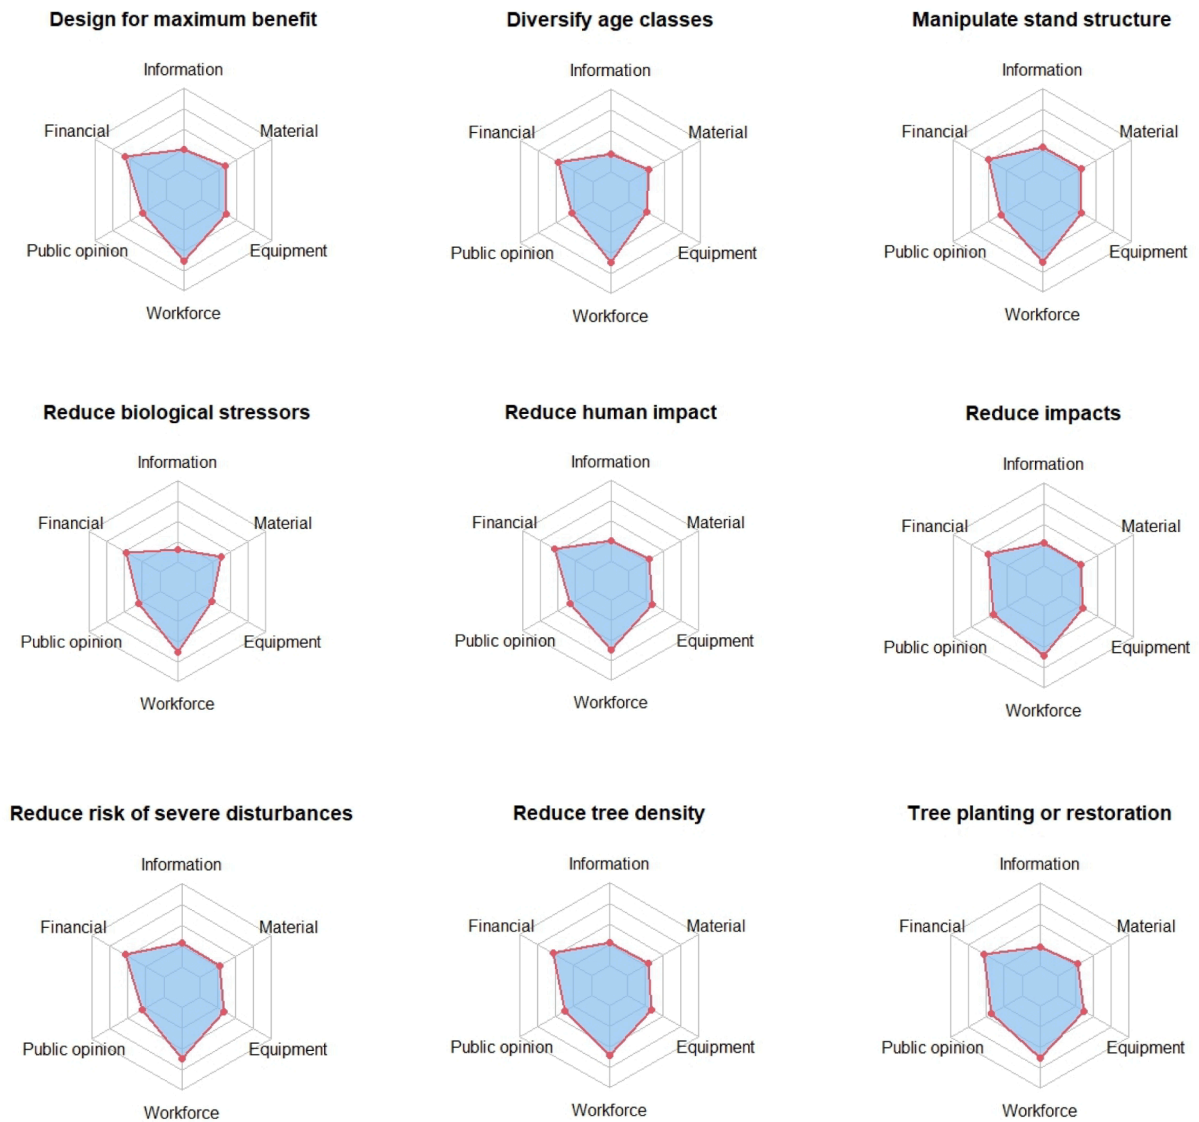 Design for maximum benefit
Diversify age classes
Manipulate stand structure
Information
Information
Information
Financial
Material
Financial
Material
Financial
Material
Public opinion
Equipment
Public opinion
Equipment
Public opinion
Equipment
Workforce
Workforce
Workforce
Reduce biological stressors
Reduce human impact
Reduce impacts
Information
Information
Information
Financial
Material
Financial
Material
Financial
Material
Public opinion
Equipment
Public opinion
Equipment
Public opinion
Equipment
Workforce
Workforce
Workforce
Reduce risk of severe disturbances
Reduce tree density
Tree planting or restoration
Information
Information
Information
Financial
Material
Financial
Material
Financial
Material
Public opinion
Equipment
Public opinion
Equipment
Public opinion
Equipment
Workforce
Workforce
Workforce